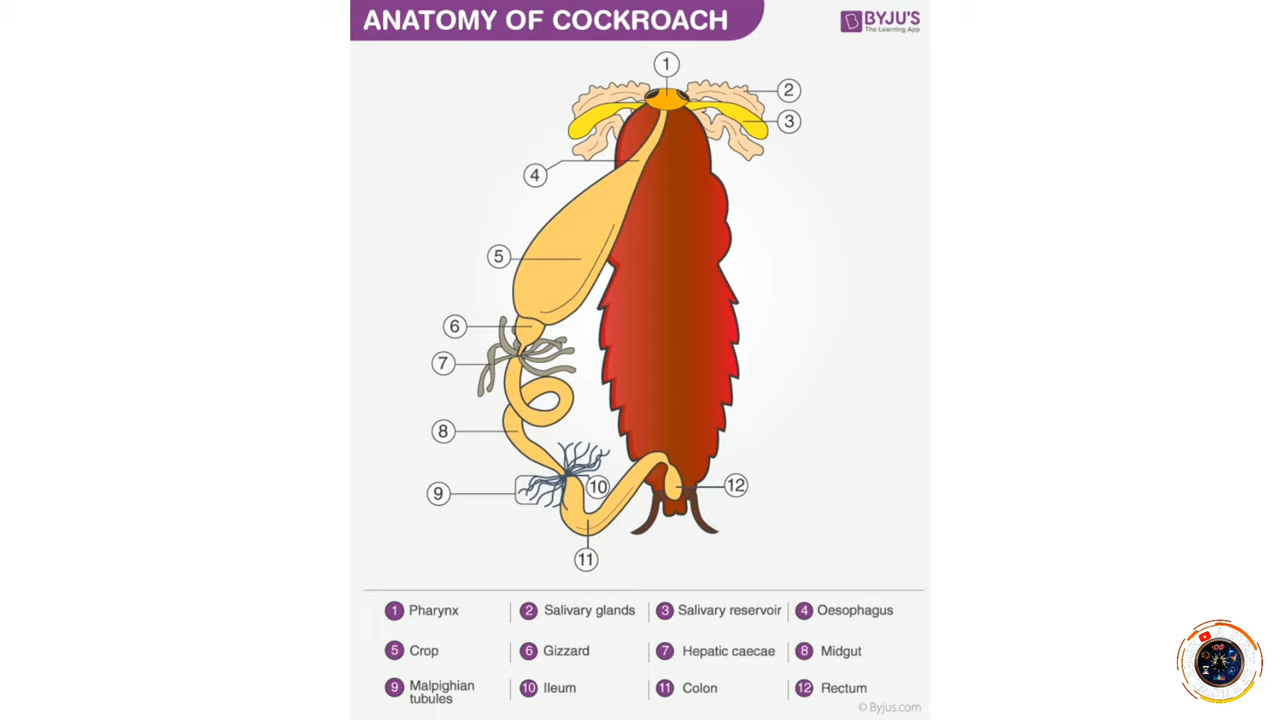 ANATOMY OF COCKROACH
BYJU'S
The Learning App
1
2
3
4
5
6
7
8
9
10
11
12
1 Pharynx
2 Salivary glands
3 Salivary reservoir
4 Oesophagus
5 Crop
6 Gizzard
7 Hepatic caecae
8 Midgut
9 Malpighian
tubules
10 Ileum
11 Colon
12 Rectum
© Byjus.com